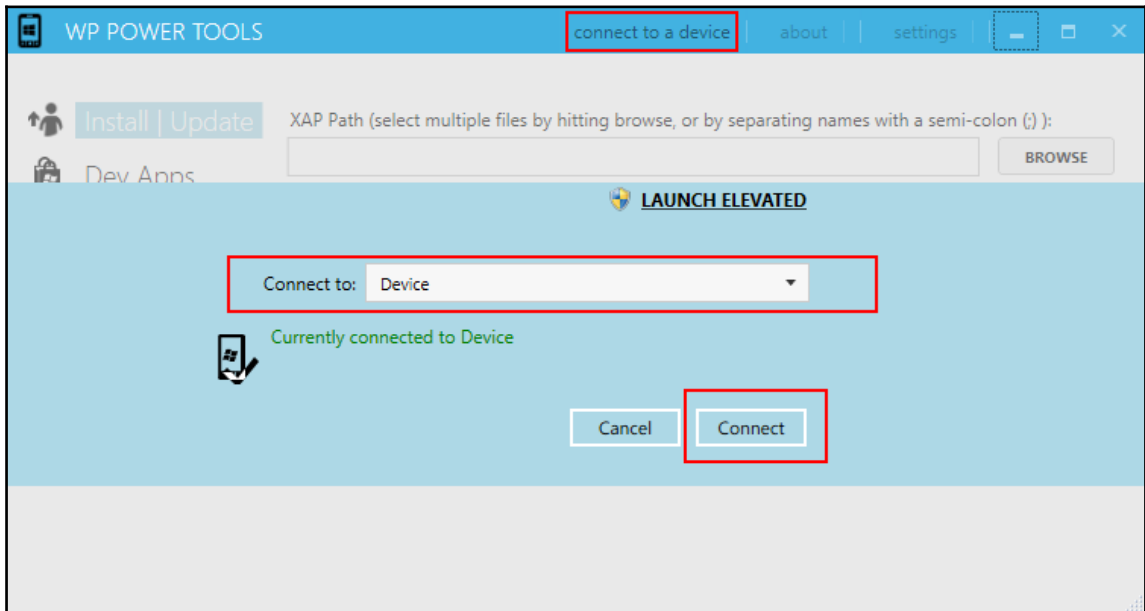 WP POWER TOOLS connect to a device about settings
Install | Update
XAP Path (select multiple files by hitting browse, or by separating names with a semi-colon (;) ):
BROWSE
Dev Apps
LAUNCH ELEVATED
Connect to: Device
Currently connected to Device
Cancel Connect